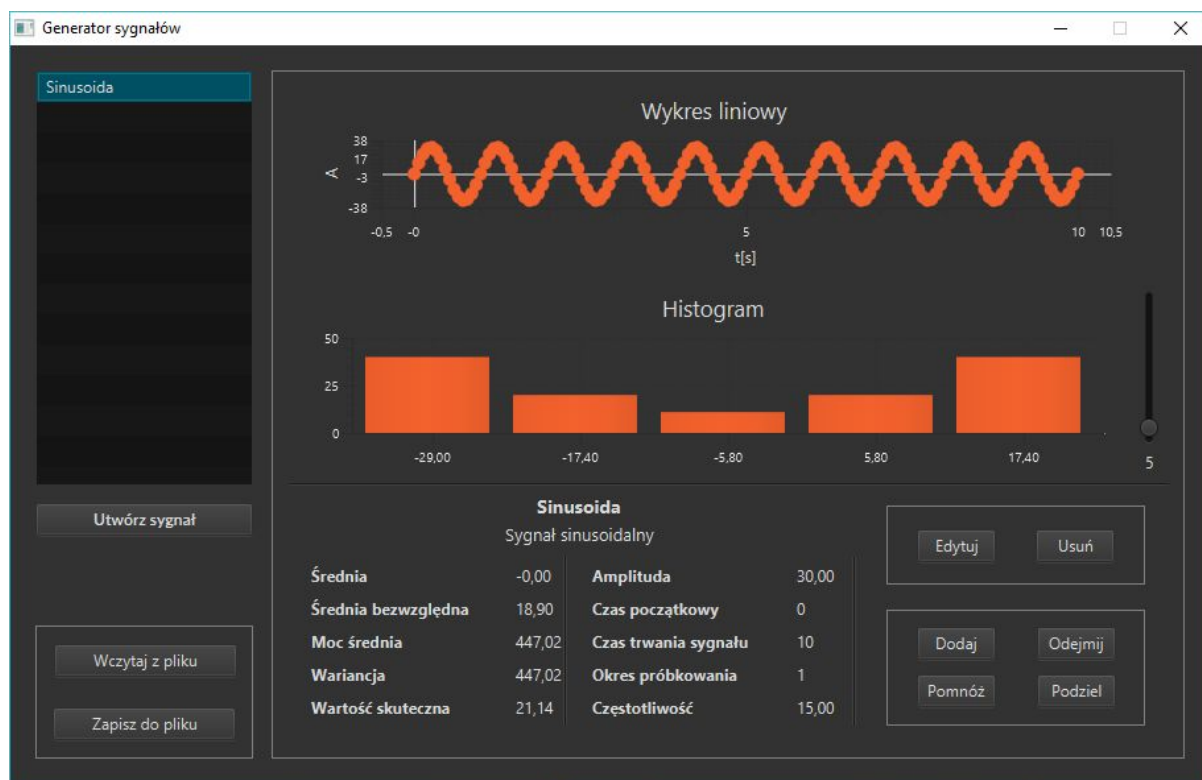 Generator sygnałów
Sinusoida
Wykres liniowy
A
38
17
-3
-38
-0,5 -0 5 10 10,5
t[s]
Histogram
50
25
0
-29,00 -17,40 -5,80 5,80 17,40
5
Utwórz sygnał
Wczytaj z pliku
Zapisz do pliku
Sinusoida
Sygnał sinusoidalny
Średnia -0,00 Amplituda 30,00
Średnia bezwzględna 18,90 Czas początkowy 0
Moc średnia 447,02 Czas trwania sygnału 10
Wariancja 447,02 Okres próbkowania 1
Wartość skuteczna 21,14 Częstotliwość 15,00
Edytuj Usuń
Dodaj Odejmij
Pomnóż Podziel